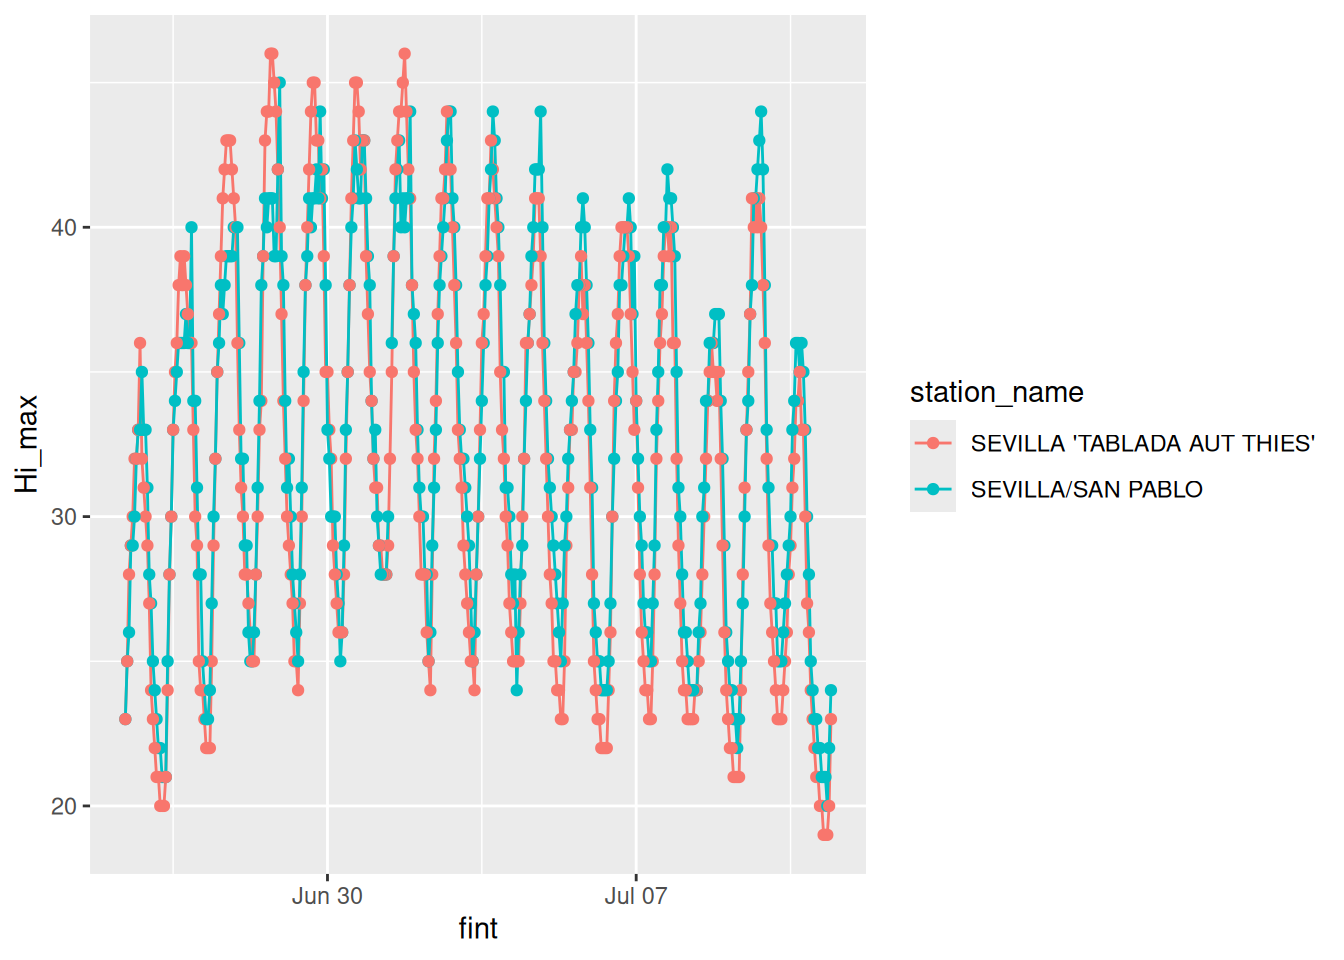 Hi_max
40
30
20
Jun 30
Jul 07
fint
station_name
SEVILLA 'TABLADA AUT THIES'
SEVILLA/SAN PABLO